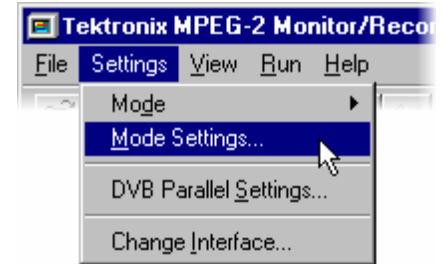 Tektronix MPEG-2 Monitor/Recor
File Settings View Run Help
Mode
Mode Settings...
DVB Parallel Settings...
Change Interface...